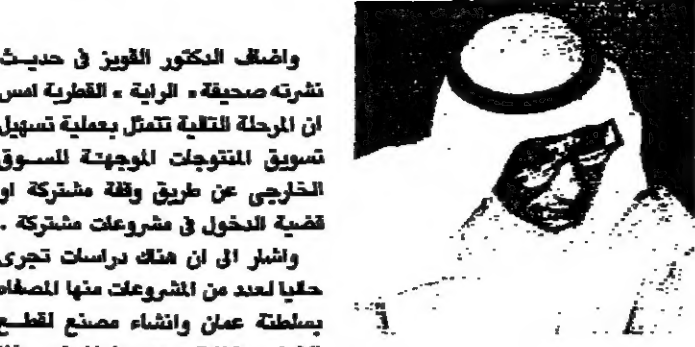 واضاف الدكتور القويز في حديث
نشرته صحيفة « الراية » القطرية امس
ان المرحلة التالية تتمثل بعملية تسهيل
تسويق المنتوجات الموجهة للسوق
الخارجي عن طريق وقفة مشتركة او
قضية الدخول في مشروعات مشتركة .
واشار الى ان هناك دراسات تجرى
حاليا لعدد من المشروعات منها المصفاة
بسلطنة عمان وانشاء مصنع لقطع